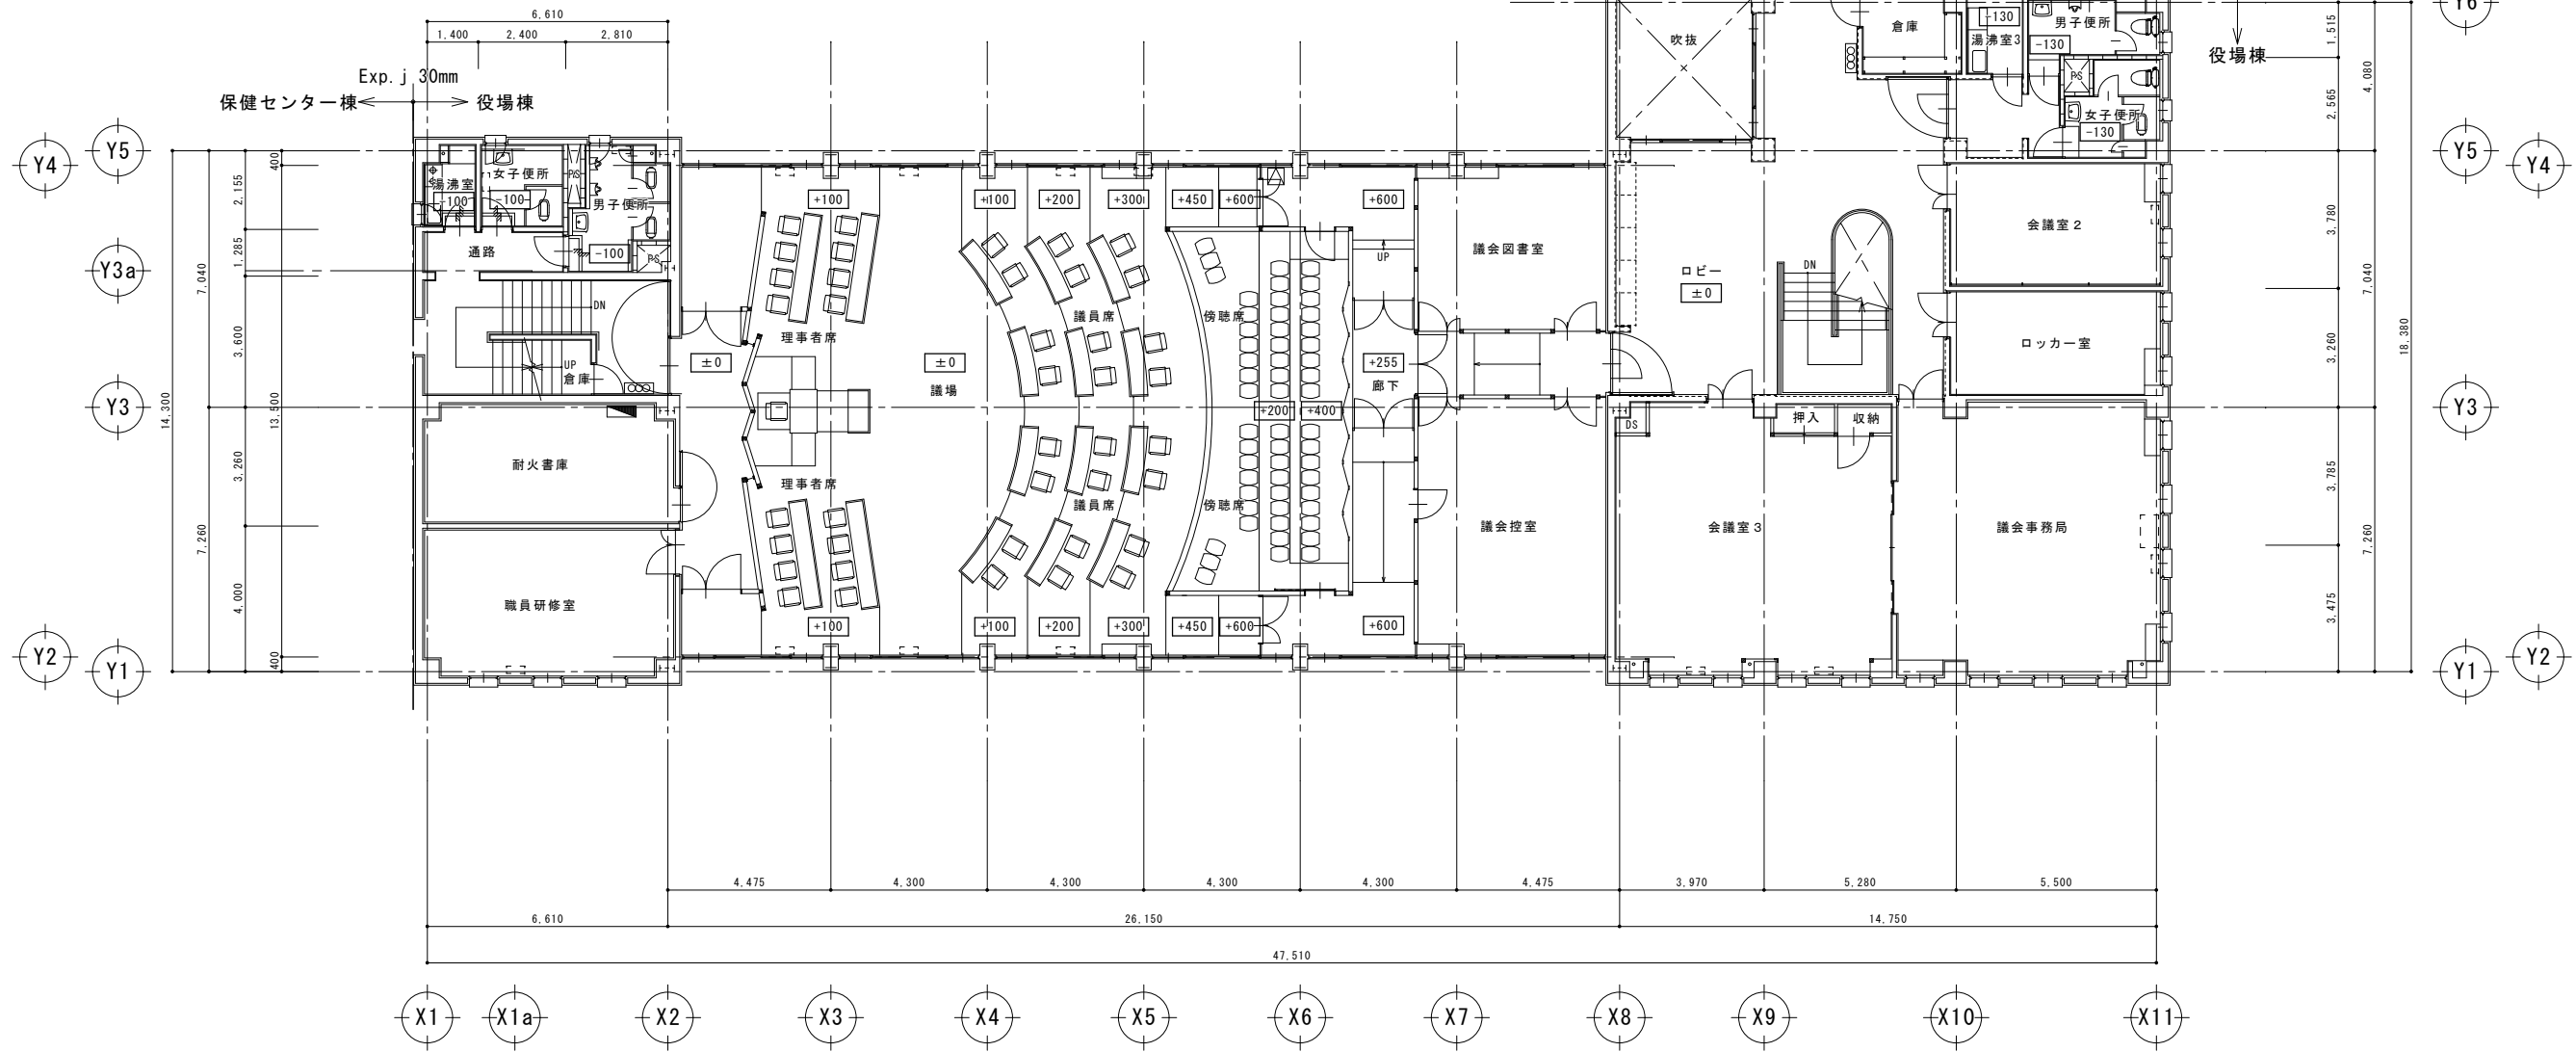 6,610
1,400 2,400 2,810
Exp.j 30mm
保健センター棟 役場棟
吹抜
倉庫
-130
湯沸室3
男子便所
-130
PS
女子便所
-130
役場棟
Y6
1,515
2,565
4,080
Y4 Y5
Y5 Y4
400
2,155
1,285
7,040
3,600
14,300
13,500
3,260
7,260
4,000
400
Y3a
Y3
Y2 Y1
湯沸室
-100
女子便所
-100
PS
男子便所
-100
PS
通路
DN
UP
倉庫
耐火書庫
職員研修室
+100 +100 +200 +300 +450 +600 +600
理事者席
±0
±0
議場
理事者席
議員席
議員席
傍聴席
傍聴席
+200 +400
UP
+255
廊下
+100 +100 +200 +300 +450 +600 +600
議会図書室
議会控室
ロビー
±0
DN
会議室2
ロッカー室
DS
押入 収納
会議室3
議会事務局
3,780
7,040
3,260
18,380
3,785
7,260
3,475
Y3
Y1 Y2
4,475 4,300 4,300 4,300 4,300 4,475 3,970 5,280 5,500
6,610 26,150 14,750
47,510
X1 X1a X2 X3 X4 X5 X6 X7 X8 X9 X10 X11